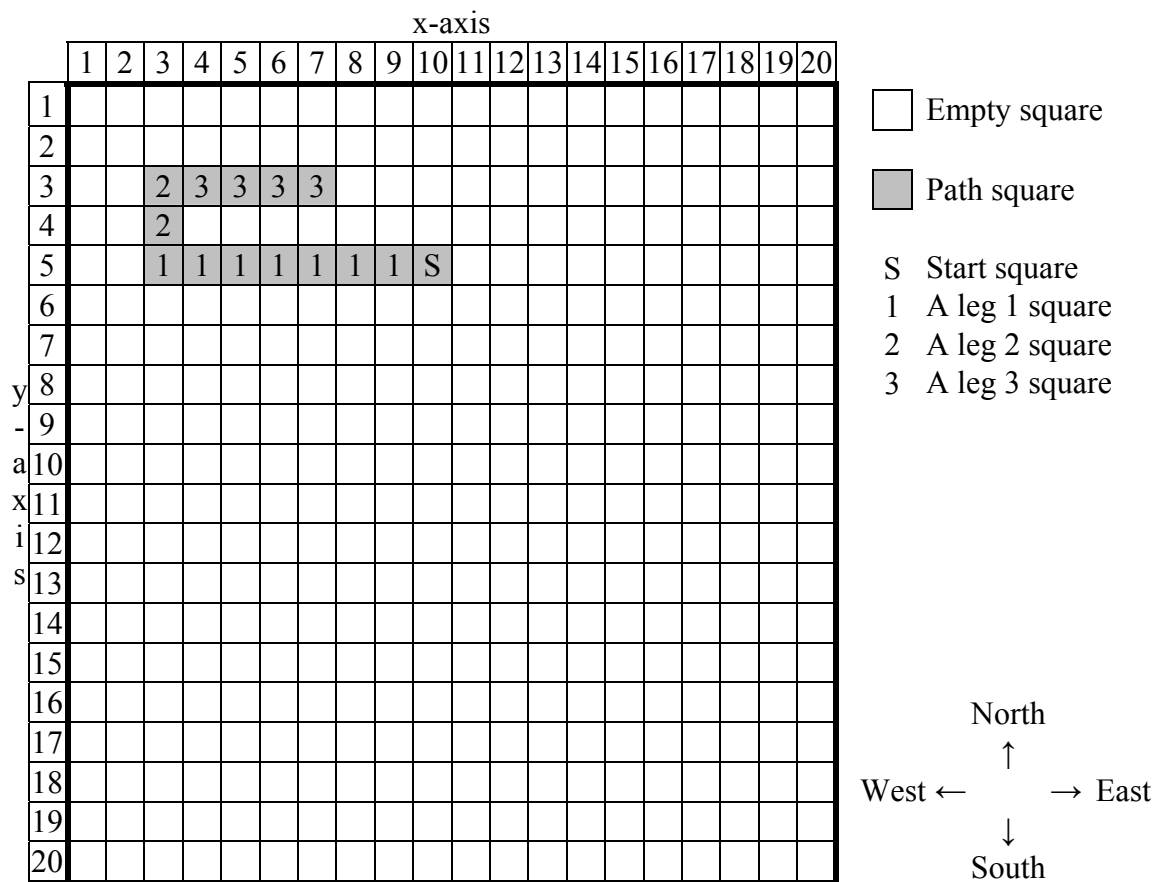 x-axis
1 2 3 4 5 6 7 8 9 10 11 12 13 14 15 16 17 18 19 20
y-axis
1
2
3 2 3 3 3 3
4 2
5 1 1 1 1 1 1 1 S
6
7
8
9
10
11
12
13
14
15
16
17
18
19
20
Empty square
Path square
S Start square
1 A leg 1 square
2 A leg 2 square
3 A leg 3 square
North
↑
West ← → East
↓
South